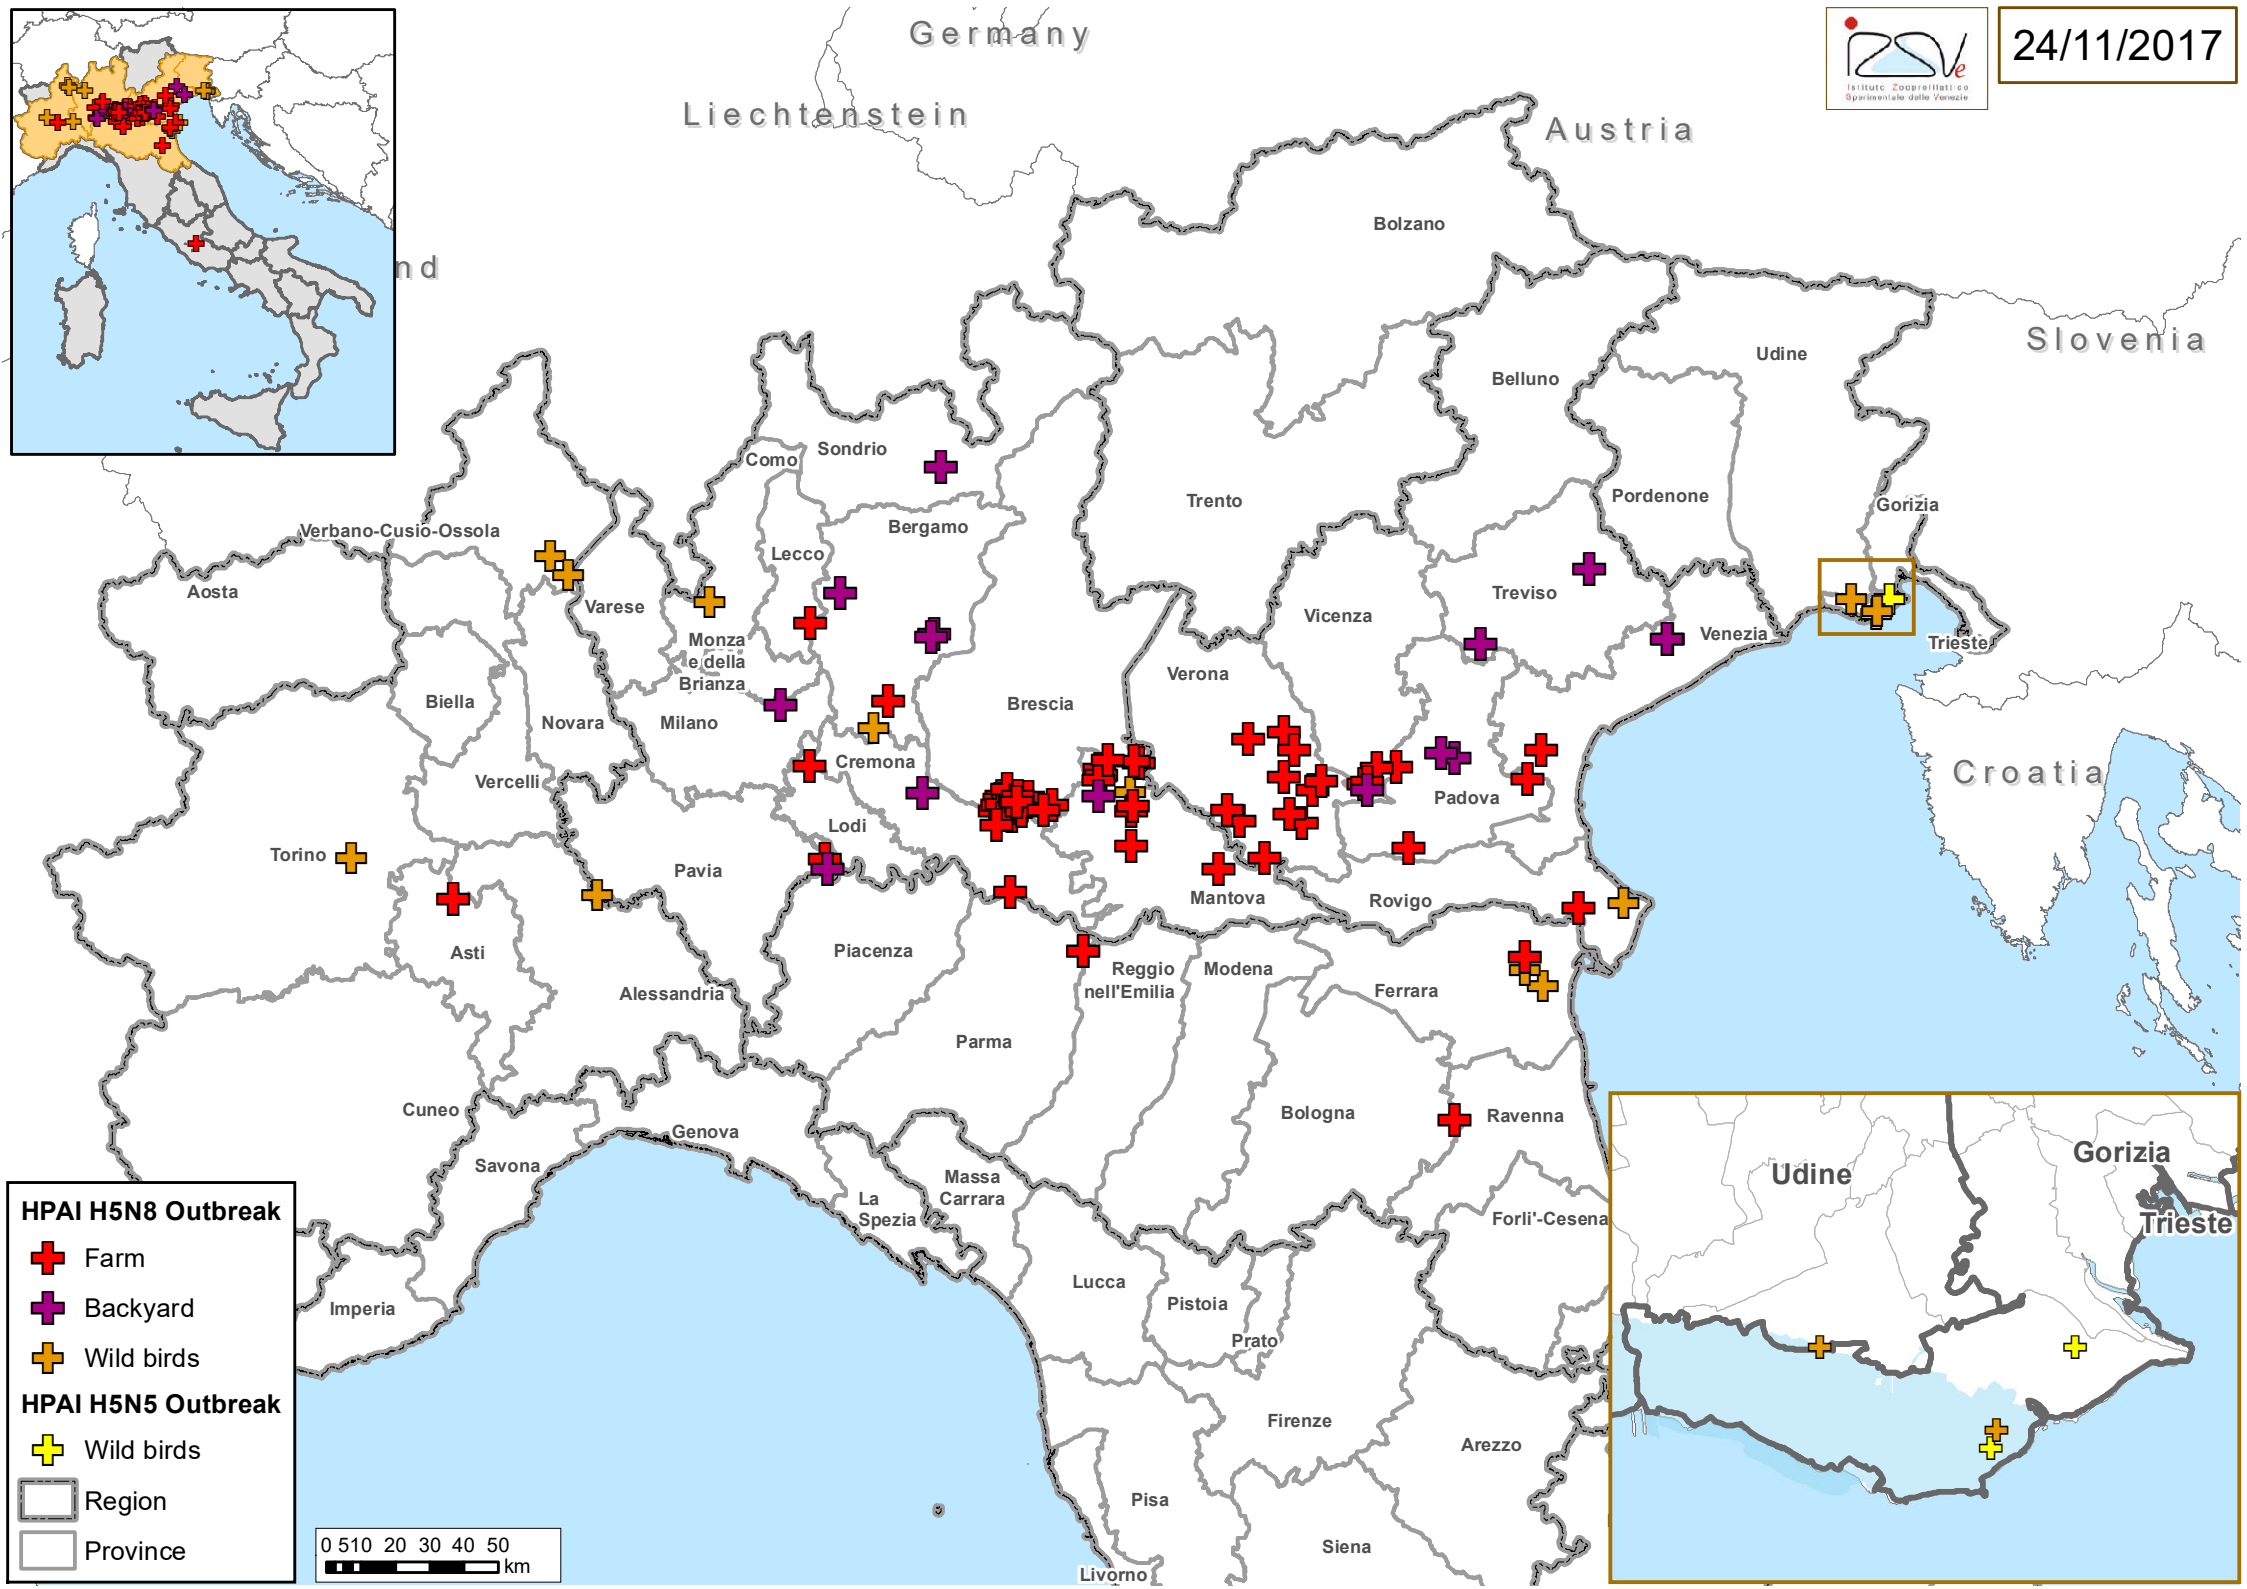 Germany
Liechtenstein
Austria
nd
Slovenia
Croatia
Istituto Zooprofilattico
Sperimentale delle Venezie
24/11/2017
Bolzano
Udine
Belluno
Sondrio
Como
Trento
Pordenone
Gorizia
Bergamo
Verbano-Cusio-Ossola
Lecco
Aosta
Varese
Treviso
Vicenza
Monza
e della
Brianza
Venezia
Trieste
Verona
Biella
Novara
Milano
Brescia
Cremona
Vercelli
Padova
Lodi
Torino
Pavia
Mantova
Rovigo
Asti
Piacenza
Reggio
nell'Emilia
Modena
Ferrara
Alessandria
Parma
Cuneo
Genova
Bologna
Ravenna
Savona
Massa
Carrara
La
Spezia
Forli'-Cesena
Lucca
Imperia
Pistoia
Prato
Firenze
Arezzo
Pisa
Siena
Livorno
Udine
Gorizia
Trieste
HPAI H5N8 Outbreak
Farm
Backyard
Wild birds
HPAI H5N5 Outbreak
Wild birds
Region
Province
0 510 20 30 40 50
km